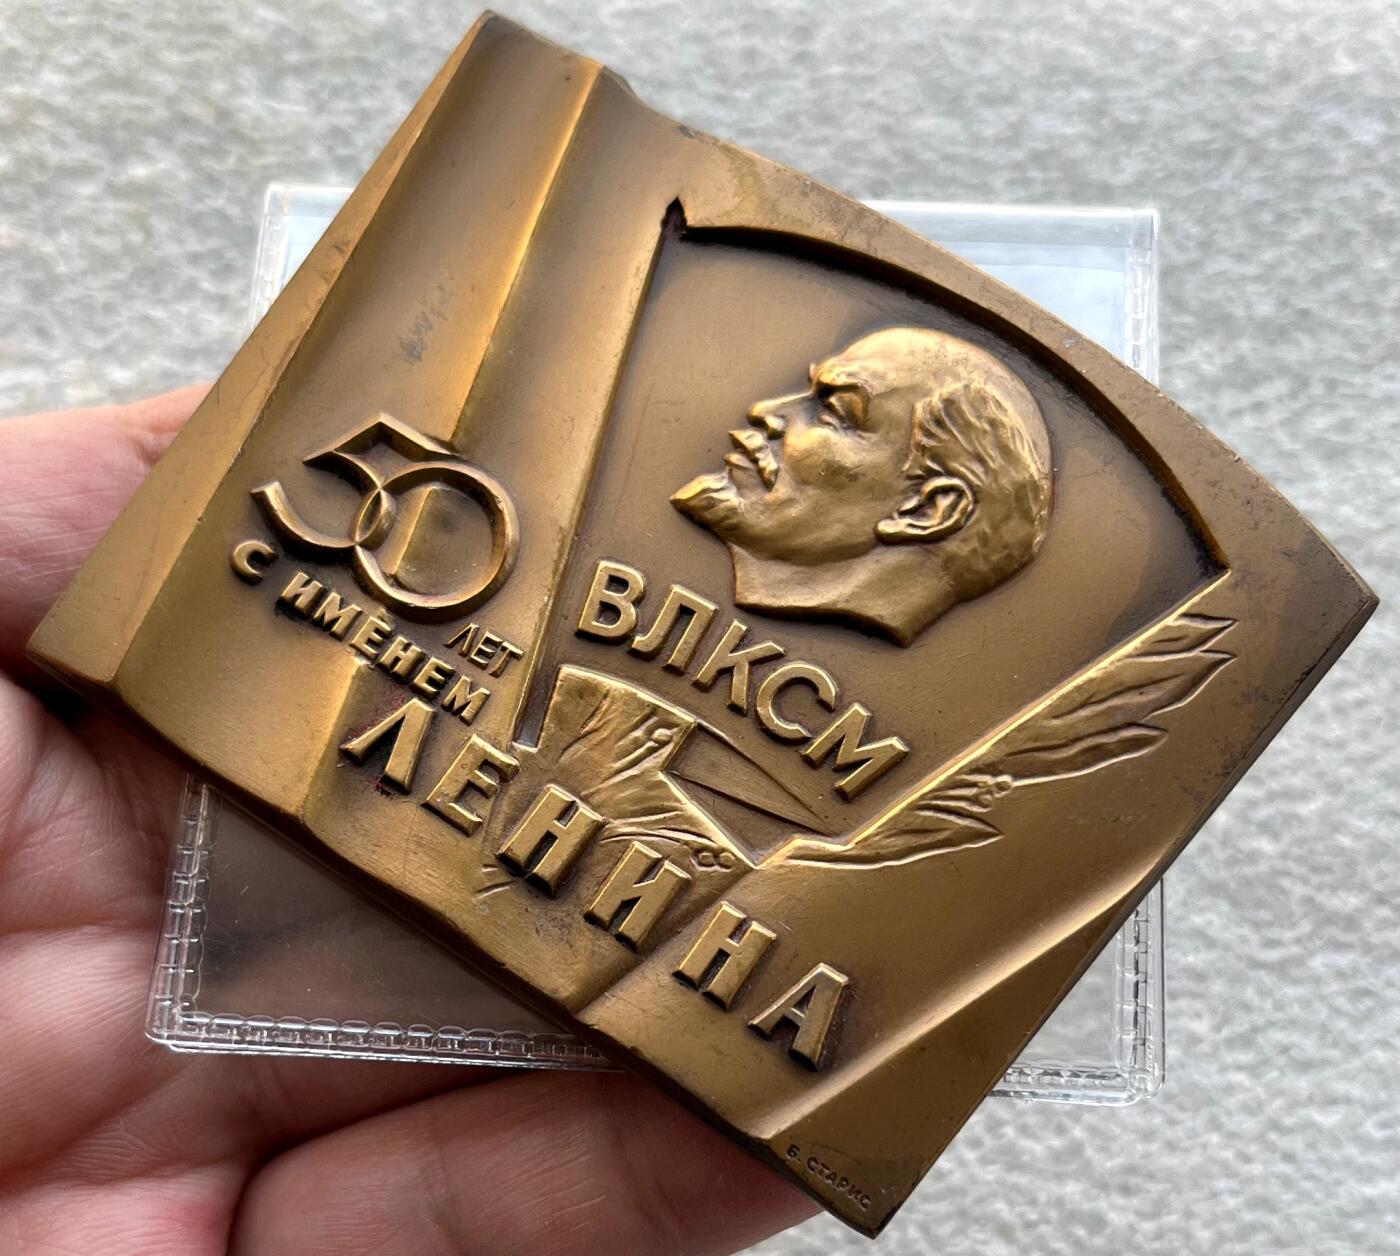 50
ЛЕТ
С ИМЕНЕМ
ЛЕНИНА
ВЛКСМ
Б. СТАРИС